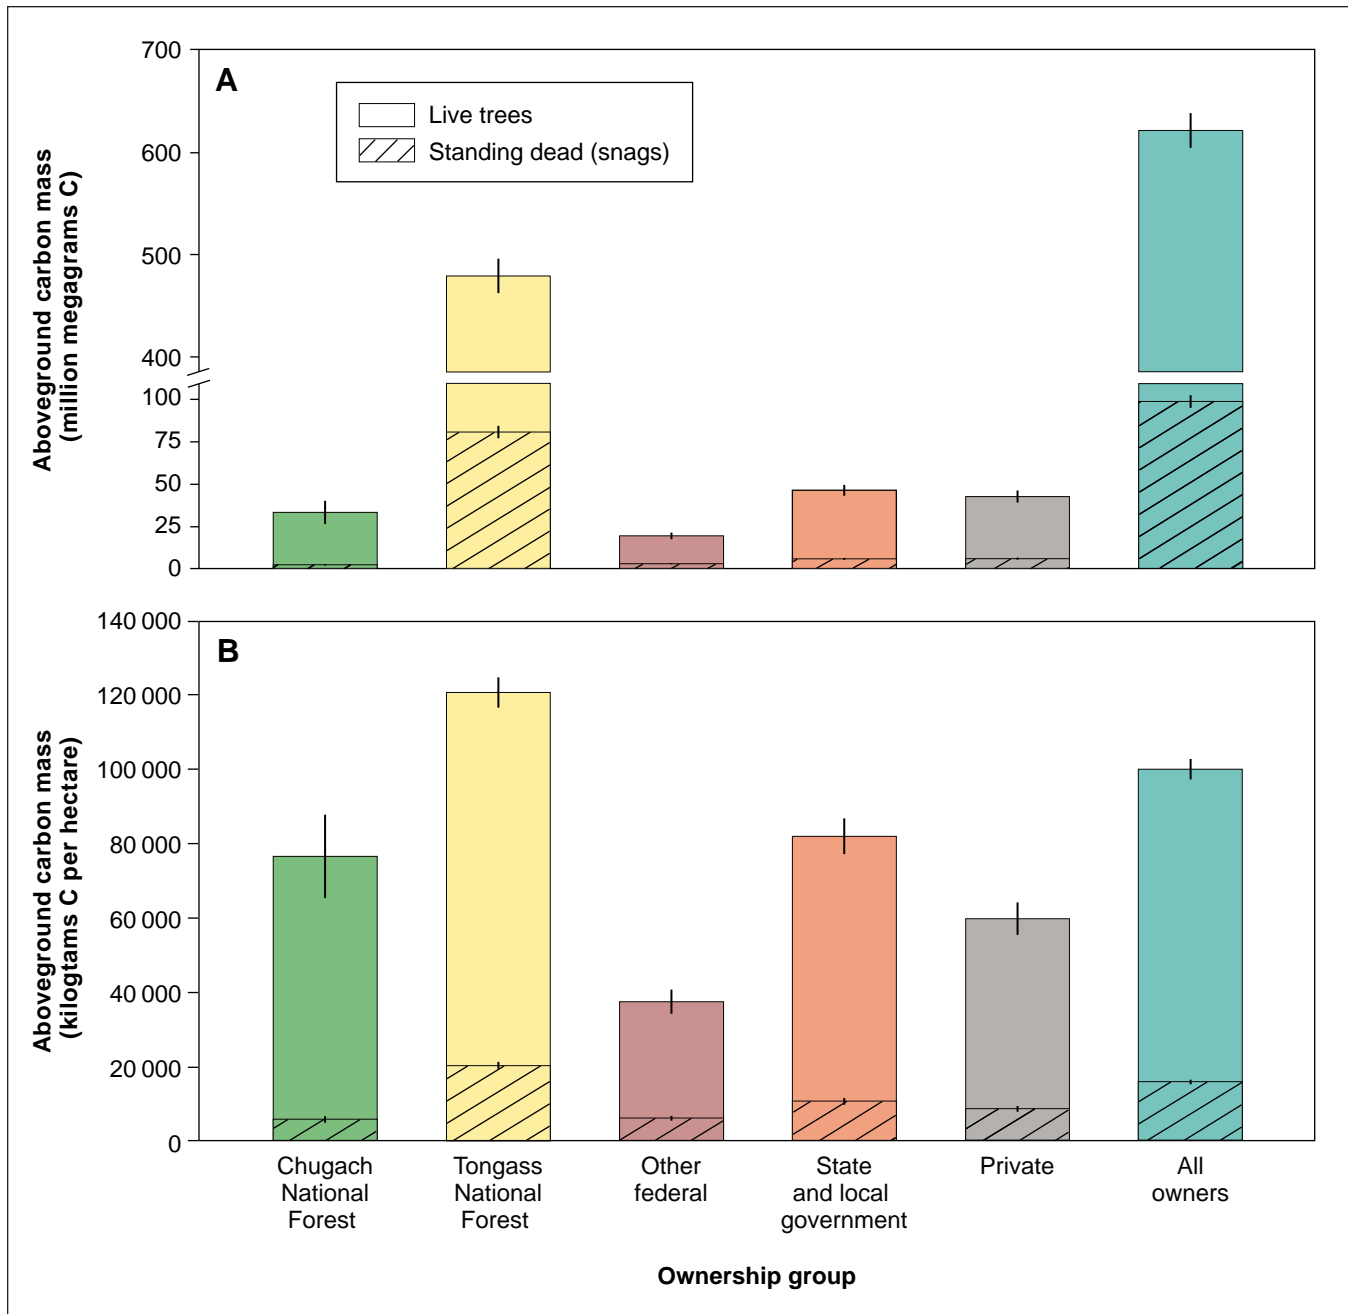 A
Live trees
Standing dead (snags)
Aboveground carbon mass
(million megagrams C)
700
600
500
400
100
75
50
25
0
B
Aboveground carbon mass
(kilogtams C per hectare)
140 000
120 000
100 000
80 000
60 000
40 000
20 000
0
Chugach
National
Forest
Tongass
National
Forest
Other
federal
State
and local
government
Private
All
owners
Ownership group